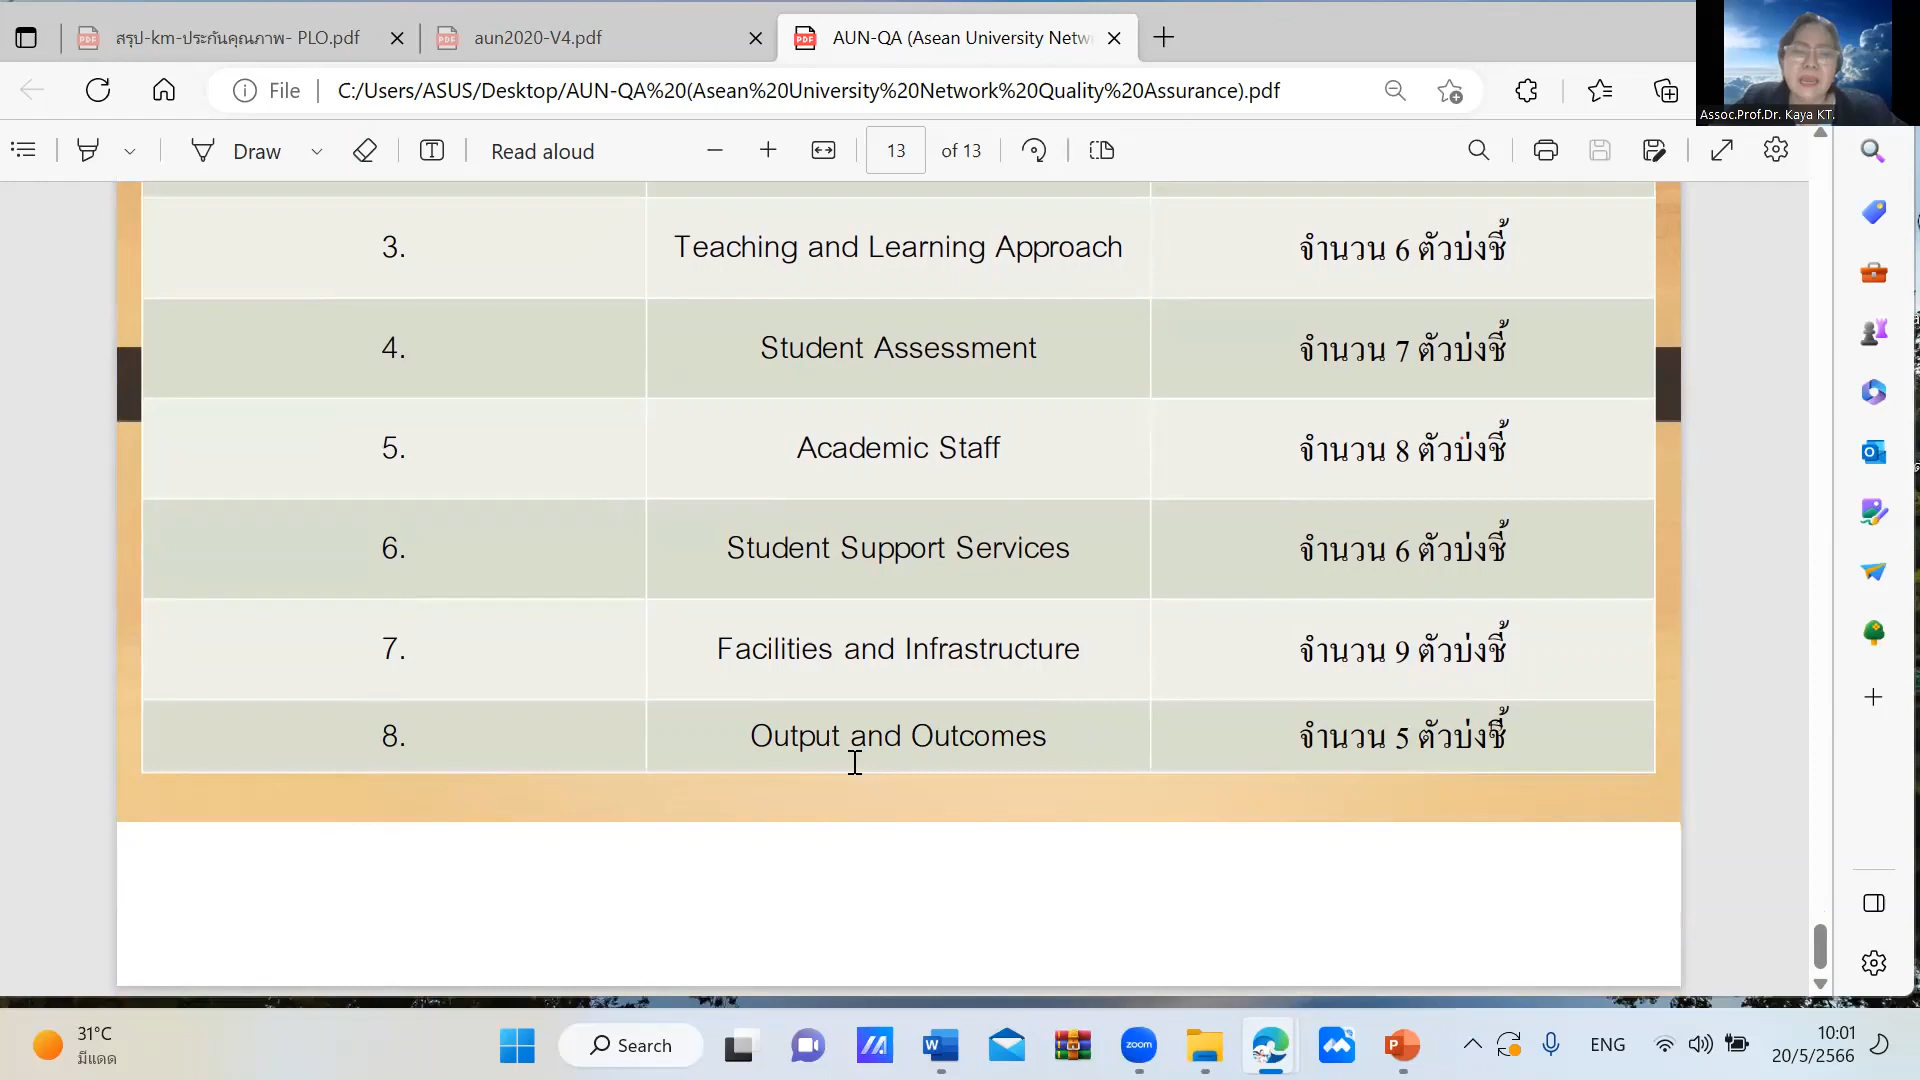 สรุป-km-ประกันคุณภาพ- PLO.pdf
aun2020-V4.pdf
AUN-QA (Asean University Netw
File
C:/Users/ASUS/Desktop/AUN-QA%20(Asean%20University%20Network%20Quality%20Assurance).pdf
Assoc.Prof.Dr. Kaya KT.
Draw
Read aloud
13
of 13
3. Teaching and Learning Approach จำนวน 6 ตัวบ่งชี้
4. Student Assessment จำนวน 7 ตัวบ่งชี้
5. Academic Staff จำนวน 8 ตัวบ่งชี้
6. Student Support Services จำนวน 6 ตัวบ่งชี้
7. Facilities and Infrastructure จำนวน 9 ตัวบ่งชี้
8. Output and Outcomes จำนวน 5 ตัวบ่งชี้
31°C
มีแดด
Search
zoom
ENG
10:01
20/5/2566